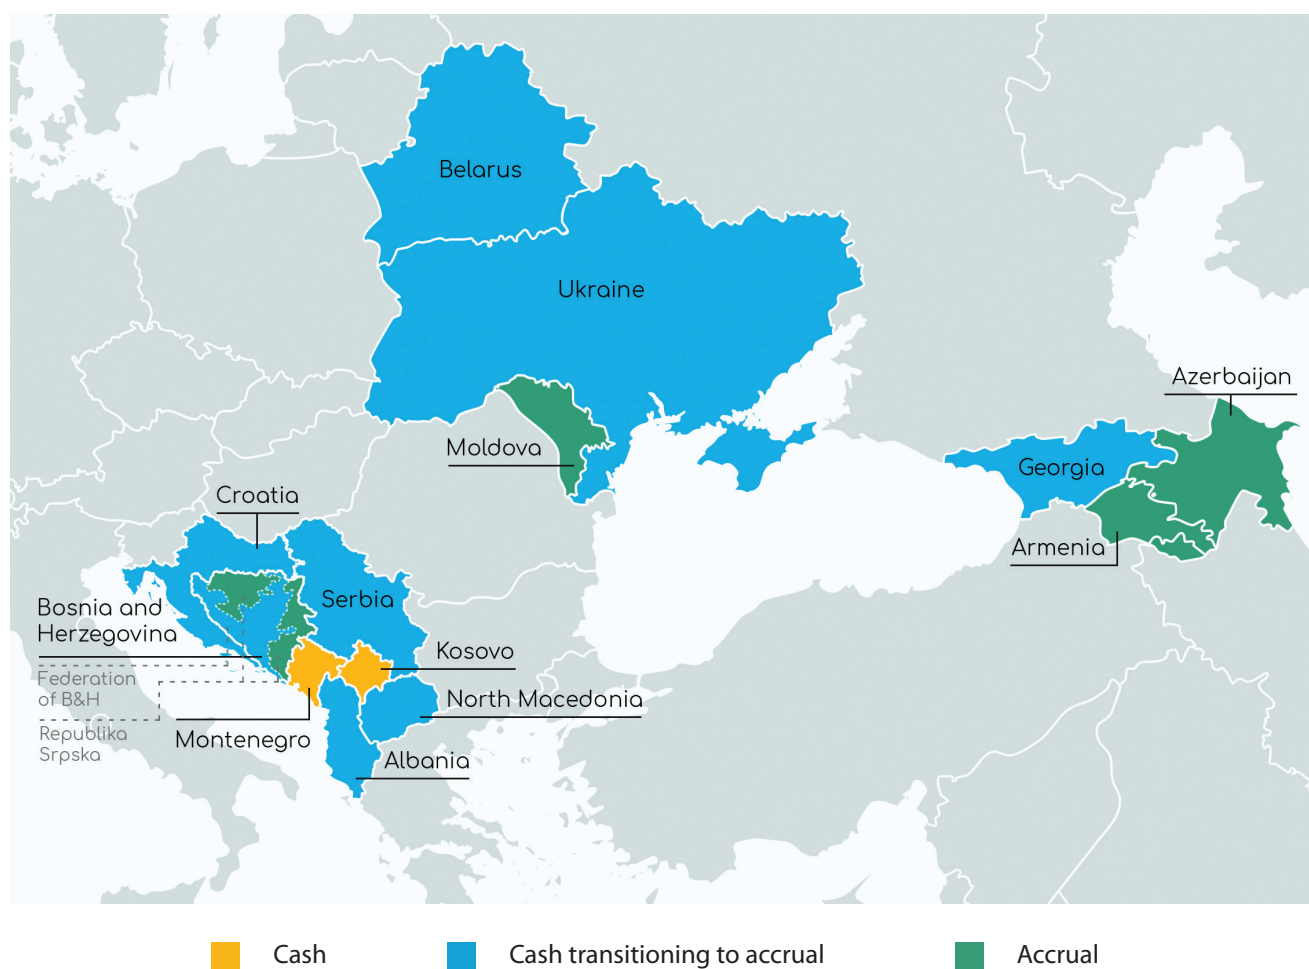 Belarus
Ukraine
Azerbaijan
Moldova
Georgia
Croatia
Armenia
Serbia
Bosnia and
Herzegovina
Kosovo
Federation
of B&H
North Macedonia
Republika
Srpska
Montenegro
Albania
Cash
Cash transitioning to accrual
Accrual